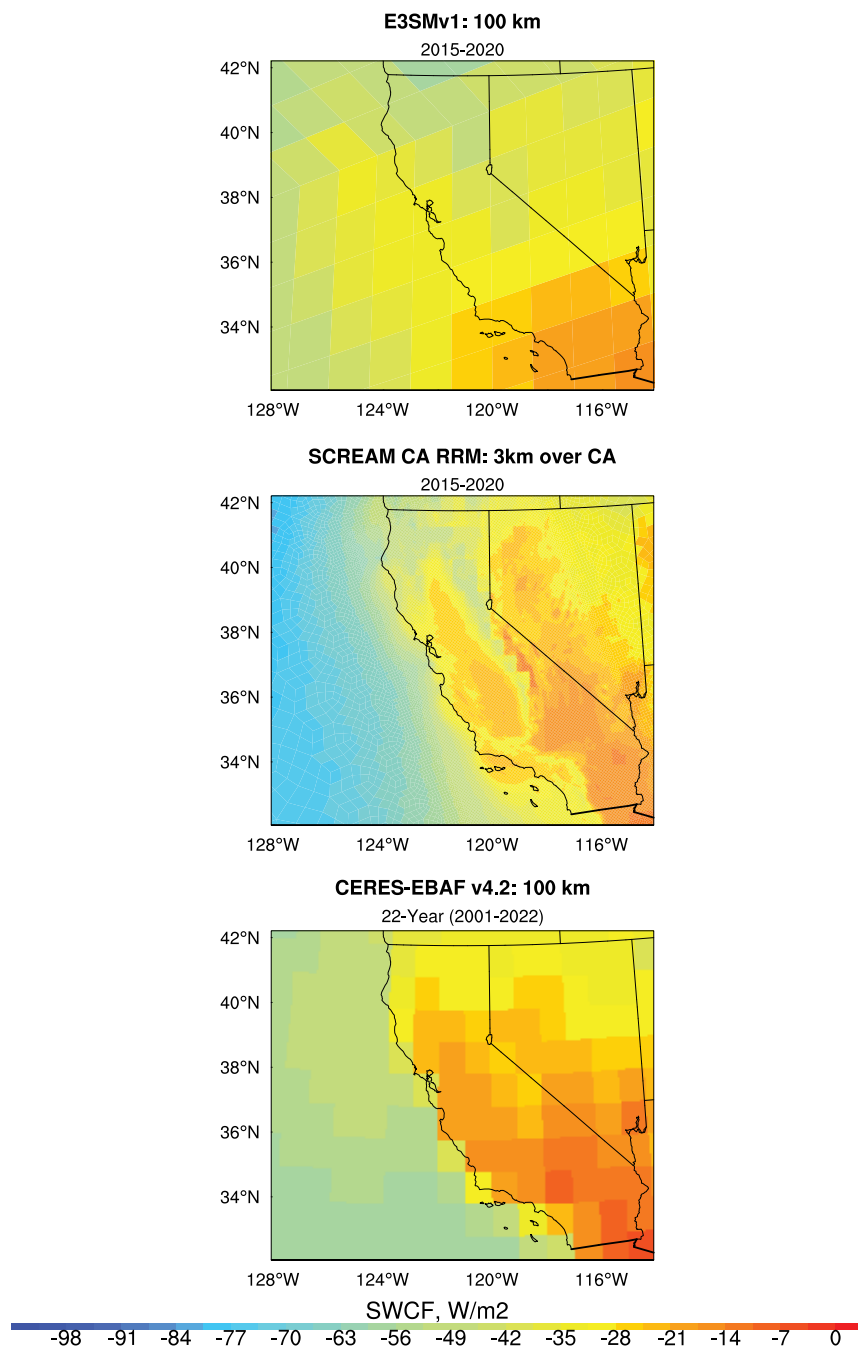 E3SMv1: 100 km
2015-2020
42°N
40°N
38°N
36°N
34°N
128°W 124°W 120°W 116°W
SCREAM CA RRM: 3km over CA
2015-2020
42°N
40°N
38°N
36°N
34°N
128°W 124°W 120°W 116°W
CERES-EBAF v4.2: 100 km
22-Year (2001-2022)
42°N
40°N
38°N
36°N
34°N
128°W 124°W 120°W 116°W
SWCF, W/m2
-98 -91 -84 -77 -70 -63 -56 -49 -42 -35 -28 -21 -14 -7 0